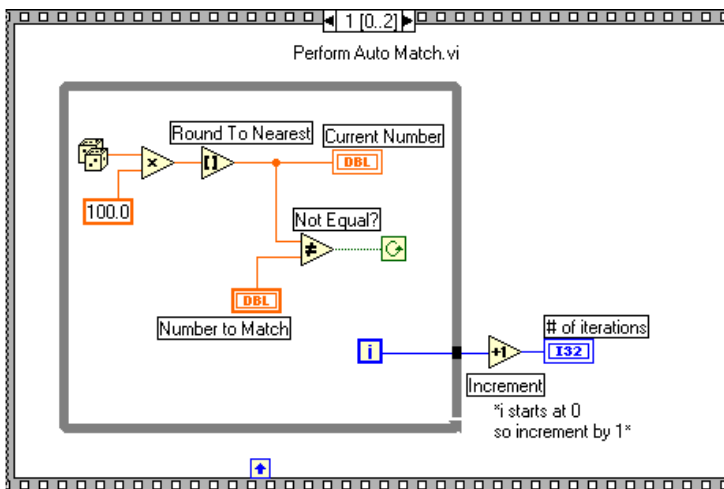 1 [0..2]
Perform Auto Match.vi
Round To Nearest
Current Number
× [ ] DBL
100.0
Not Equal?
≠
DBL
Number to Match
# of iterations
i +1 I32
Increment
*i starts at 0
so increment by 1*